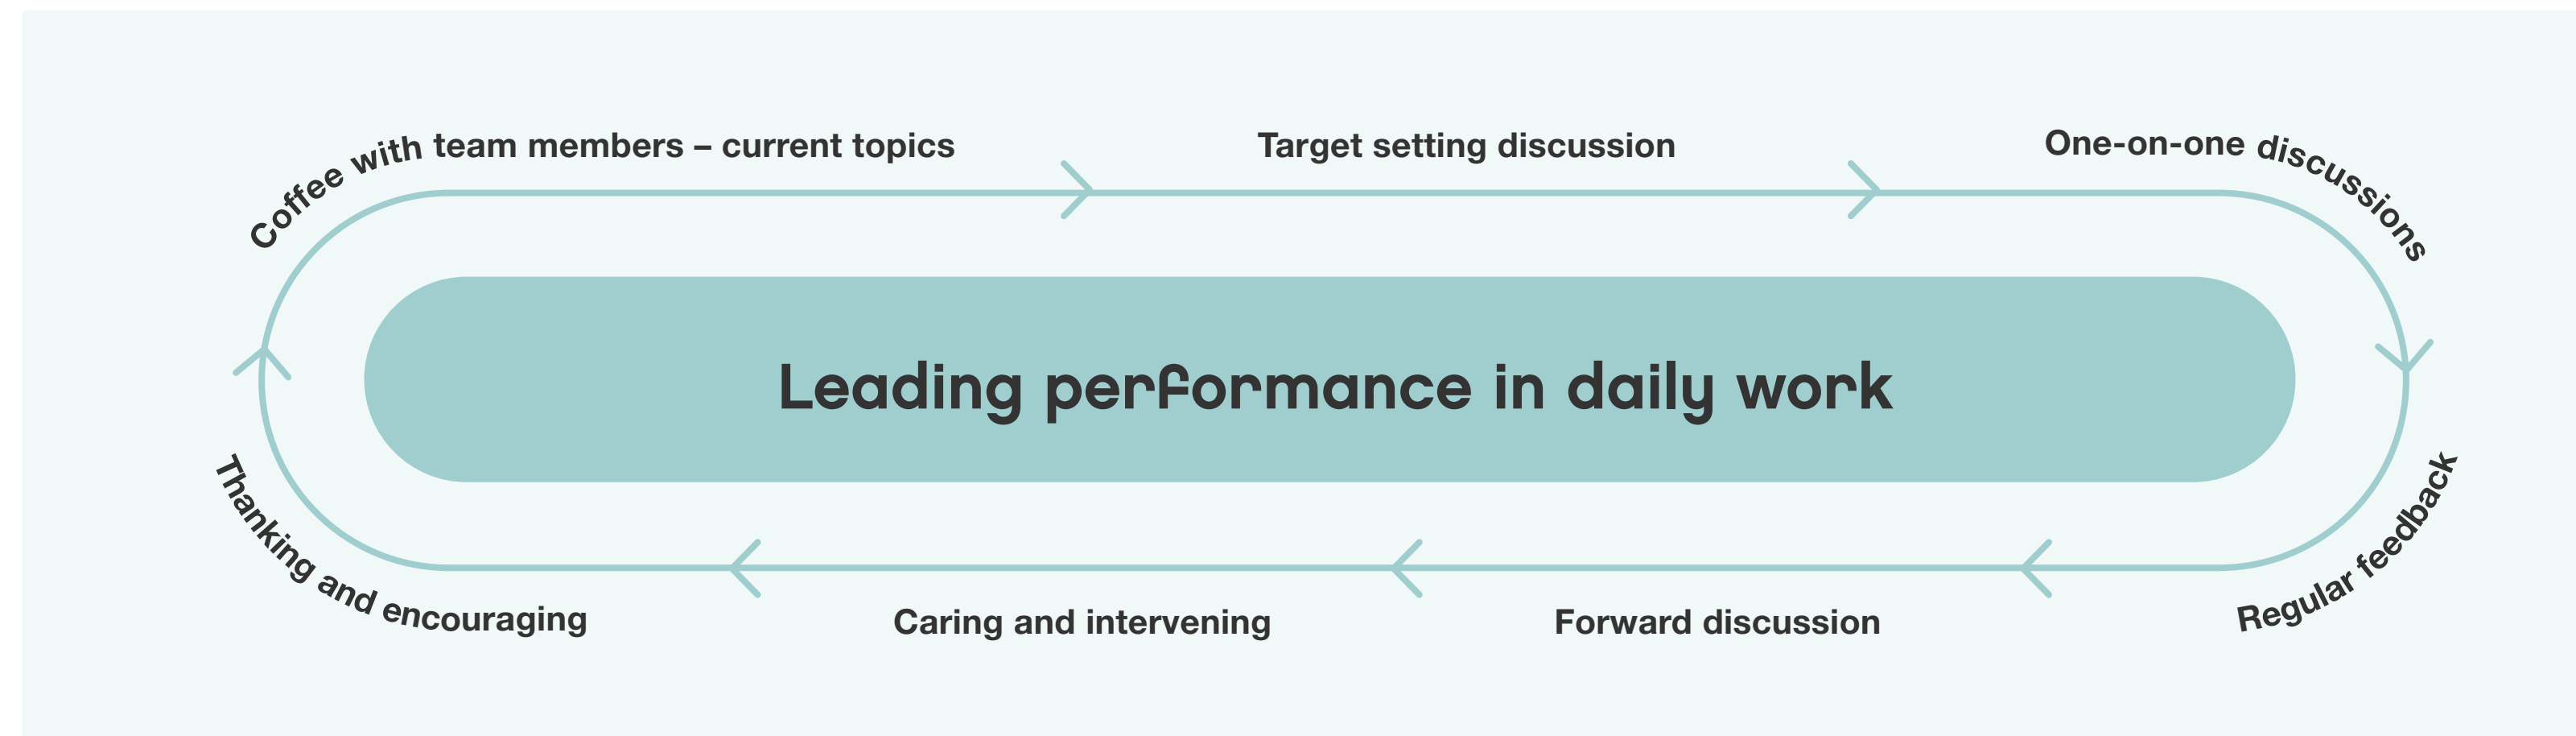 Coffee with team members – current topics
Target setting discussion
One-on-one discussions
Leading performance in daily work
Regular feedback
Forward discussion
Caring and intervening
Thanking and encouraging